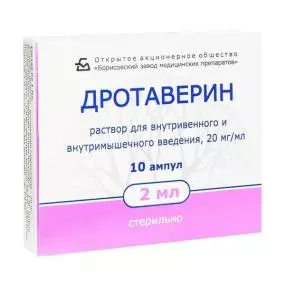 Открытое акционерное общество
«Борисовский завод медицинских препаратов»
ДРОТАВЕРИН
раствор для внутривенного и
внутримышечного введения, 20 мг/мл
10 ампул
2 мл
стерильно